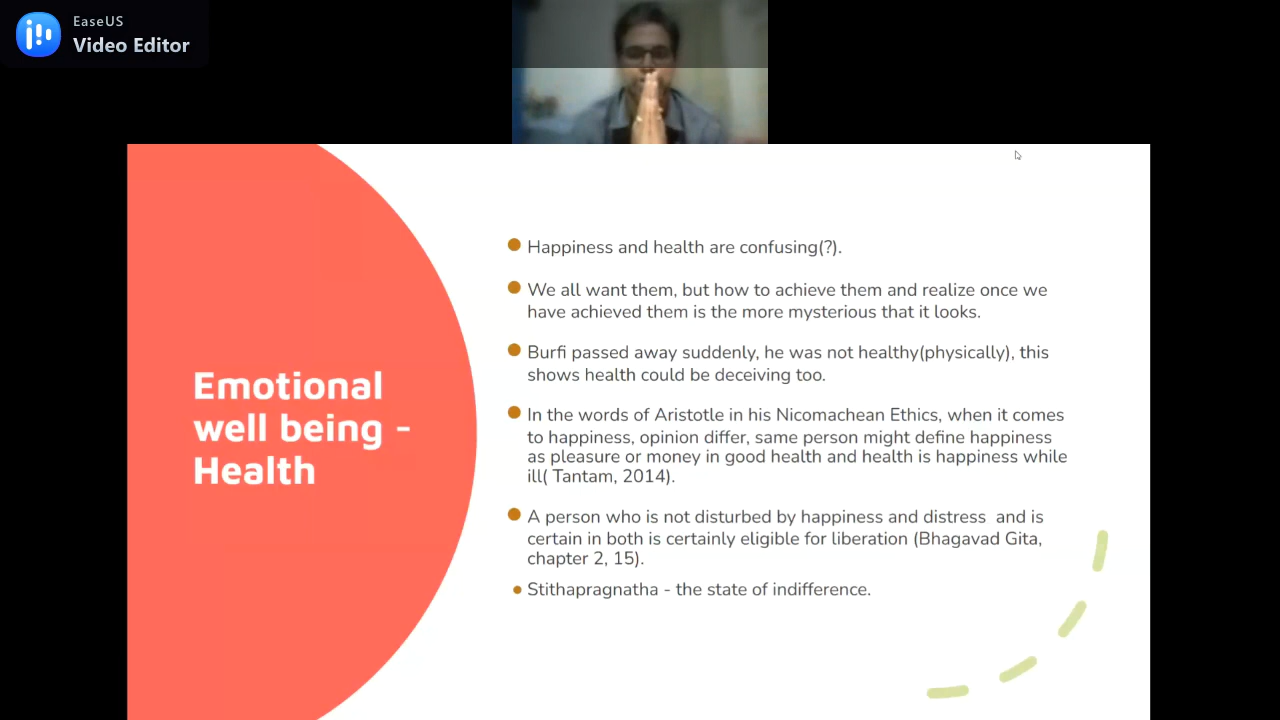 EaseUS
Video Editor
Happiness and health are confusing(?).
We all want them, but how to achieve them and realize once we
have achieved them is the more mysterious that it looks.
Burfi passed away suddenly, he was not healthy(physically), this
shows health could be deceiving too.
Emotional
well being -
Health
In the words of Aristotle in his Nicomachean Ethics, when it comes
to happiness, opinion differ, same person might define happiness
as pleasure or money in good health and health is happiness while
ill( Tantam, 2014).
A person who is not disturbed by happiness and distress  and is
certain in both is certainly eligible for liberation (Bhagavad Gita,
chapter 2, 15).
Stithapragnatha - the state of indifference.